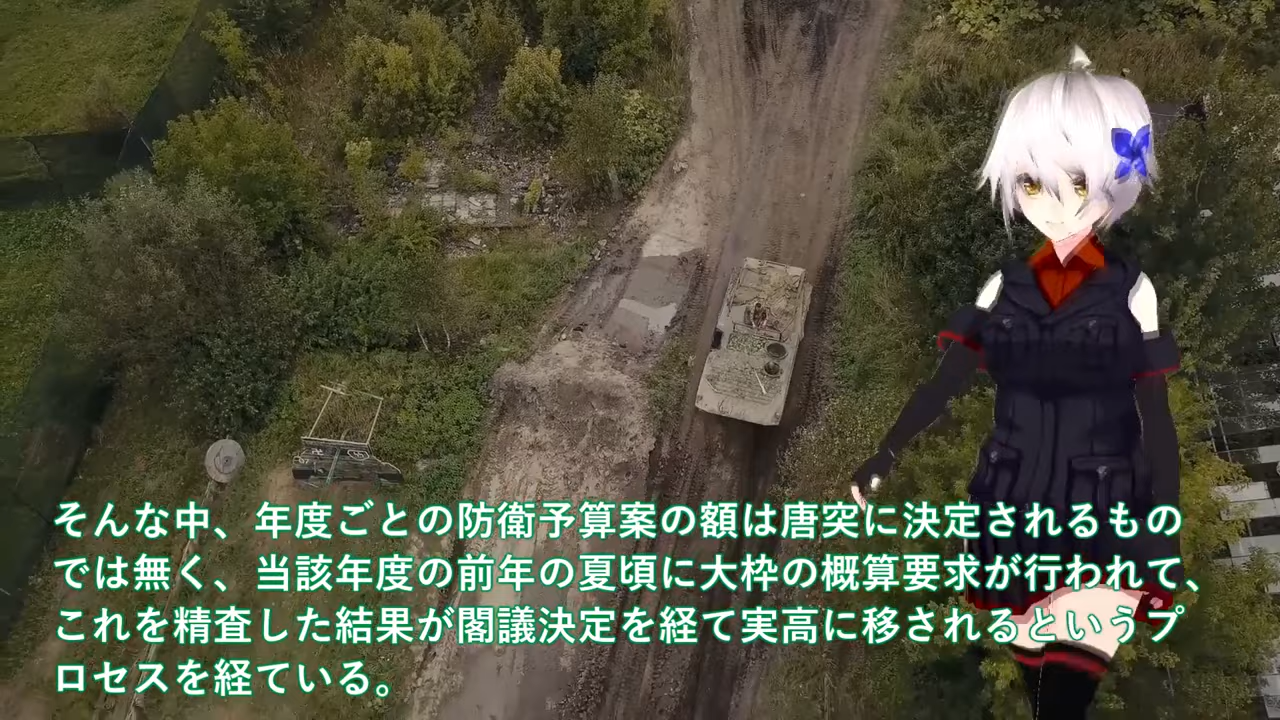 そんな中、年度ごとの防衛予算案の額は唐突に決定されるもの
では無く、当該年度の前年の夏頃に大枠の概算要求が行われて、
これを精査した結果が閣議決定を経て実高に移されるというプ
ロセスを経ている。